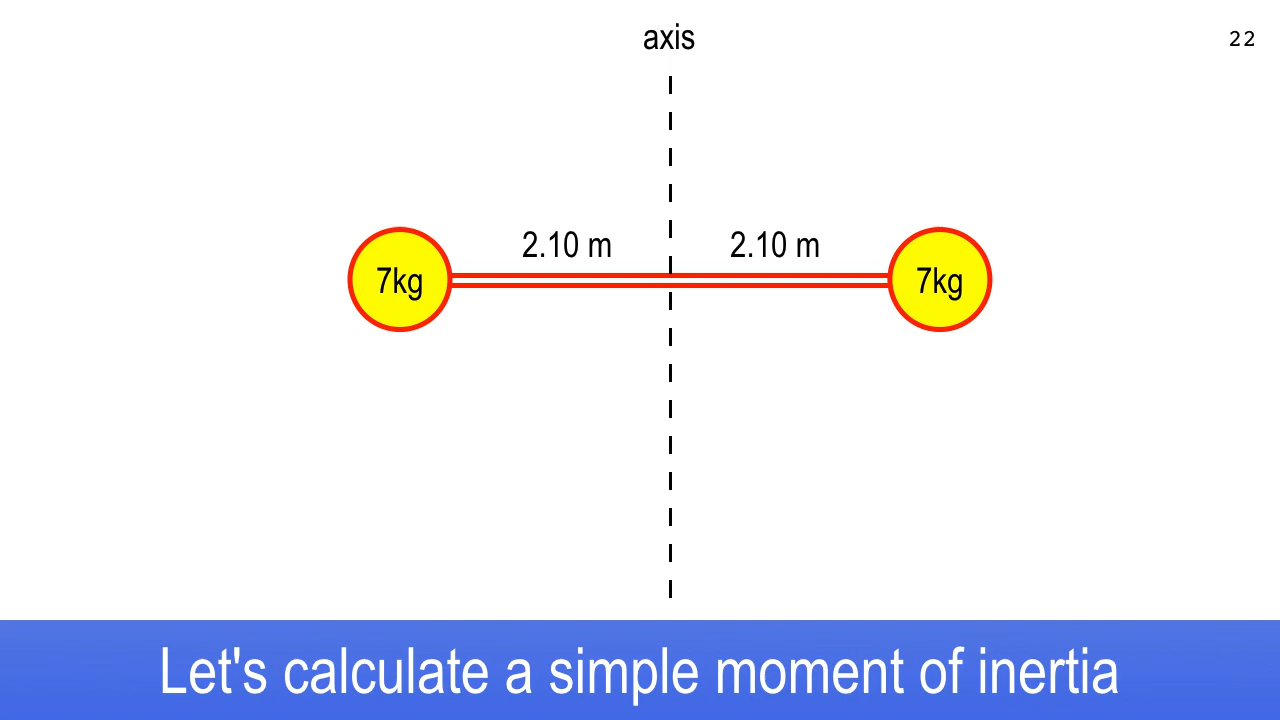 axis
22
2.10 m 2.10 m
7kg 7kg
Let's calculate a simple moment of inertia